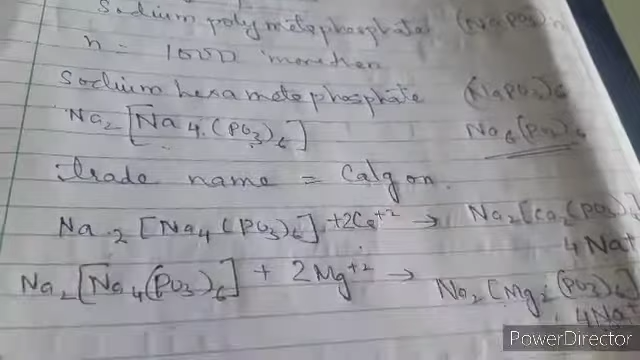 Sodium polymetaphosphate (NaPO3)n
n = 1000 monomer
Sodium hexametaphosphate (NaPO3)6
Na2[Na4.(PO3)6] Na6(PO3)6
Trade name = Calgon.
Na2[Na4(PO3)6] +2Ca+2 → Na2[Ca2(PO3)
4Na+
Na2[Na4(PO3)6] + 2Mg+2 → Na2[Mg2(PO3)6]
4Na
PowerDirector